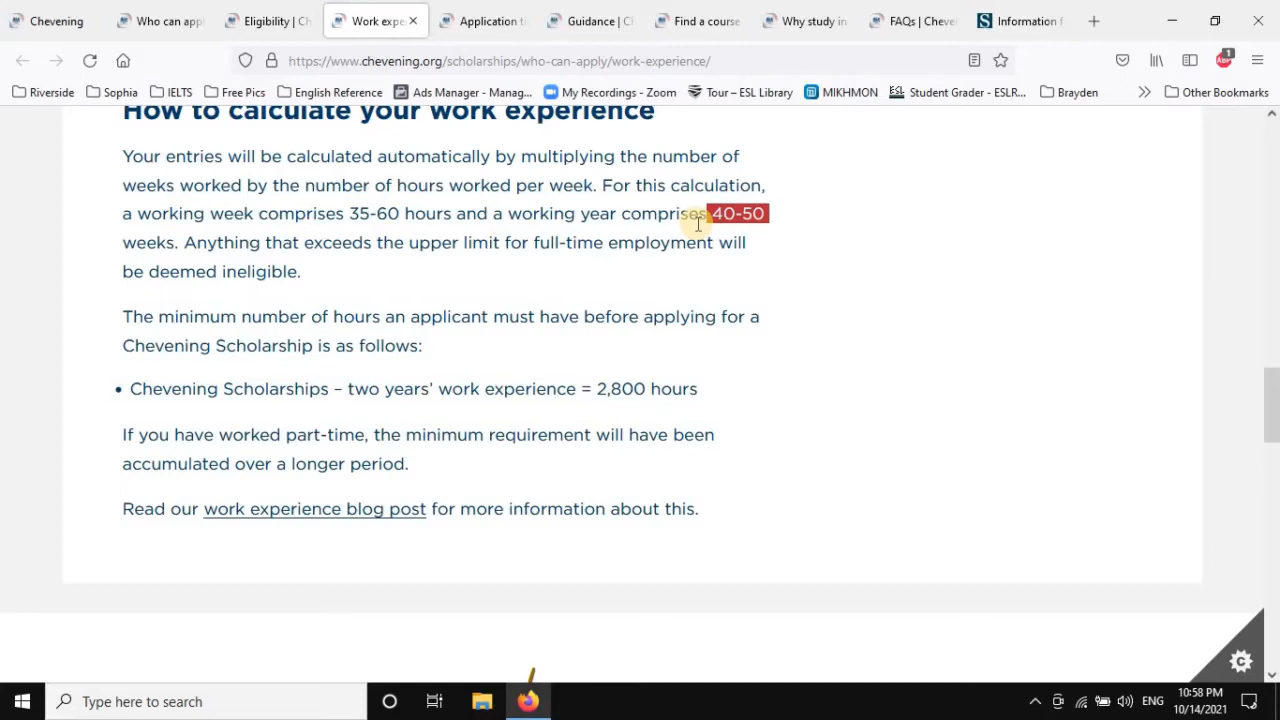 Chevening
Who can appl
Eligibility | Ch
Work expe
Application ti
Guidance | Ch
Find a course
Why study in
FAQs | Cheve
S Information f
https://www.chevening.org/scholarships/who-can-apply/work-experience/
ABP
1
Riverside
Sophia
IELTS
Free Pics
English Reference
Ads Manager - Manag...
My Recordings - Zoom
Tour – ESL Library
MIKHMON
ESL Student Grader - ESLR...
Brayden
Other Bookmarks
How to calculate your work experience
Your entries will be calculated automatically by multiplying the number of
weeks worked by the number of hours worked per week. For this calculation,
a working week comprises 35-60 hours and a working year comprises 40-50
weeks. Anything that exceeds the upper limit for full-time employment will
be deemed ineligible.
The minimum number of hours an applicant must have before applying for a
Chevening Scholarship is as follows:
• Chevening Scholarships – two years’ work experience = 2,800 hours
If you have worked part-time, the minimum requirement will have been
accumulated over a longer period.
Read our work experience blog post for more information about this.
Type here to search
ENG
10:58 PM
10/14/2021